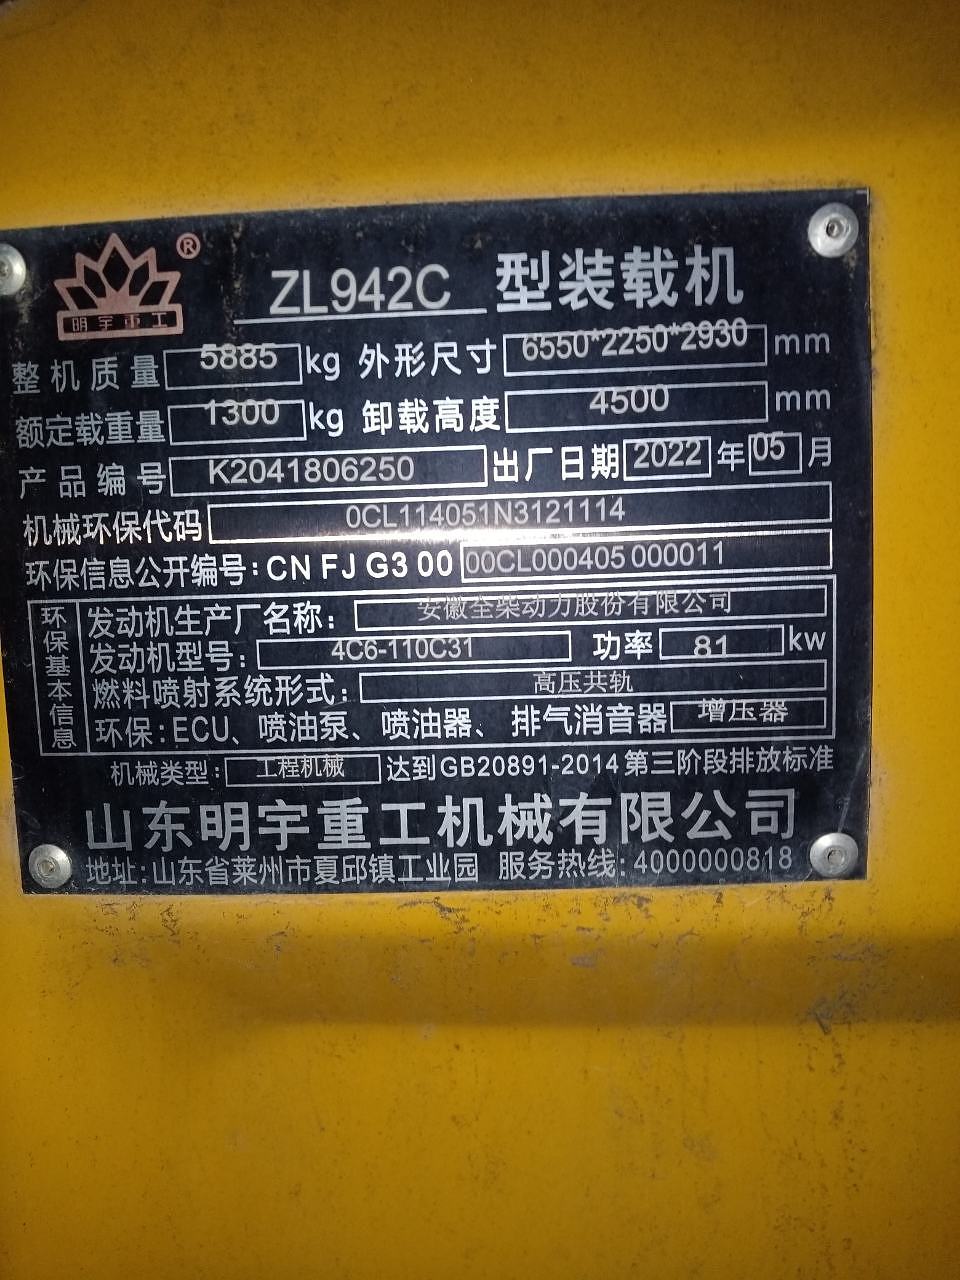 明宇重工 ®
ZL942C 型装载机
整机质量 5885 kg 外形尺寸 6550*2250*2930 mm
额定载重量 1300 kg 卸载高度 4500 mm
产品编号 K2041806250 出厂日期 2022 年 05 月
机械环保代码 0CL114051N3121114
环保信息公开编号:CN FJ G3 00 00CL000405 000011
环保基本信息
发动机生产厂名称: 安徽全柴动力股份有限公司
发动机型号: 4C6-110C31 功率 81 kw
燃料喷射系统形式: 高压共轨
环保:ECU、喷油泵、喷油器、排气消音器 增压器
机械类型: 工程机械 达到GB20891-2014第三阶段排放标准
山东明宇重工机械有限公司
地址:山东省莱州市夏邱镇工业园 服务热线:4000000818